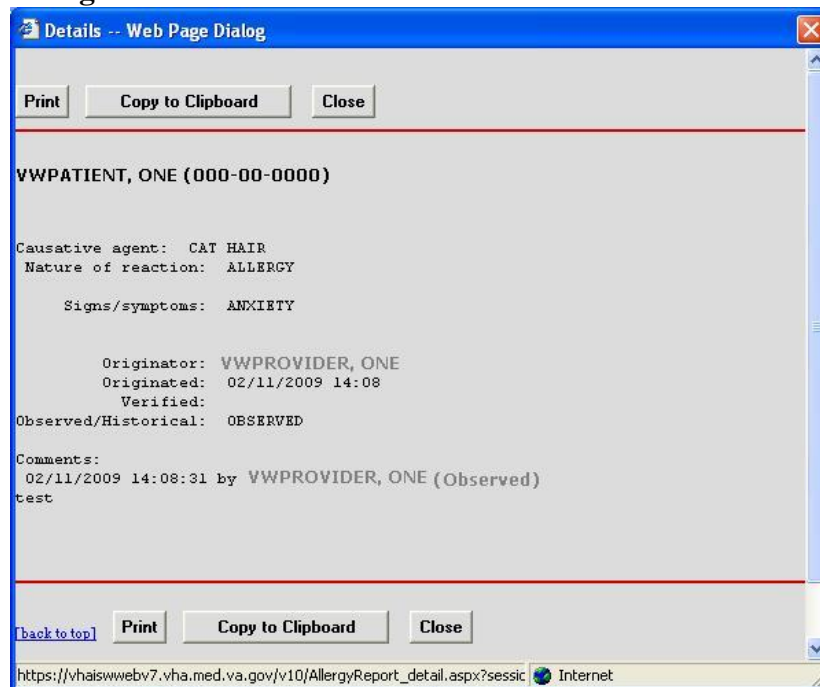 Details -- Web Page Dialog
Print Copy to Clipboard Close
VWPATIENT, ONE (000-00-0000)
Causative agent: CAT HAIR
Nature of reaction: ALLERGY
Signs/symptoms: ANXIETY
Originator: VWPROVIDER, ONE
Originated: 02/11/2009 14:08
Verified:
Observed/Historical: OBSERVED
Comments:
02/11/2009 14:08:31 by VWPROVIDER, ONE (Observed)
test
[back to top] Print Copy to Clipboard Close
https://vhaiswwebv7.vha.med.va.gov/v10/AllergyReport_detail.aspx?sessic Internet